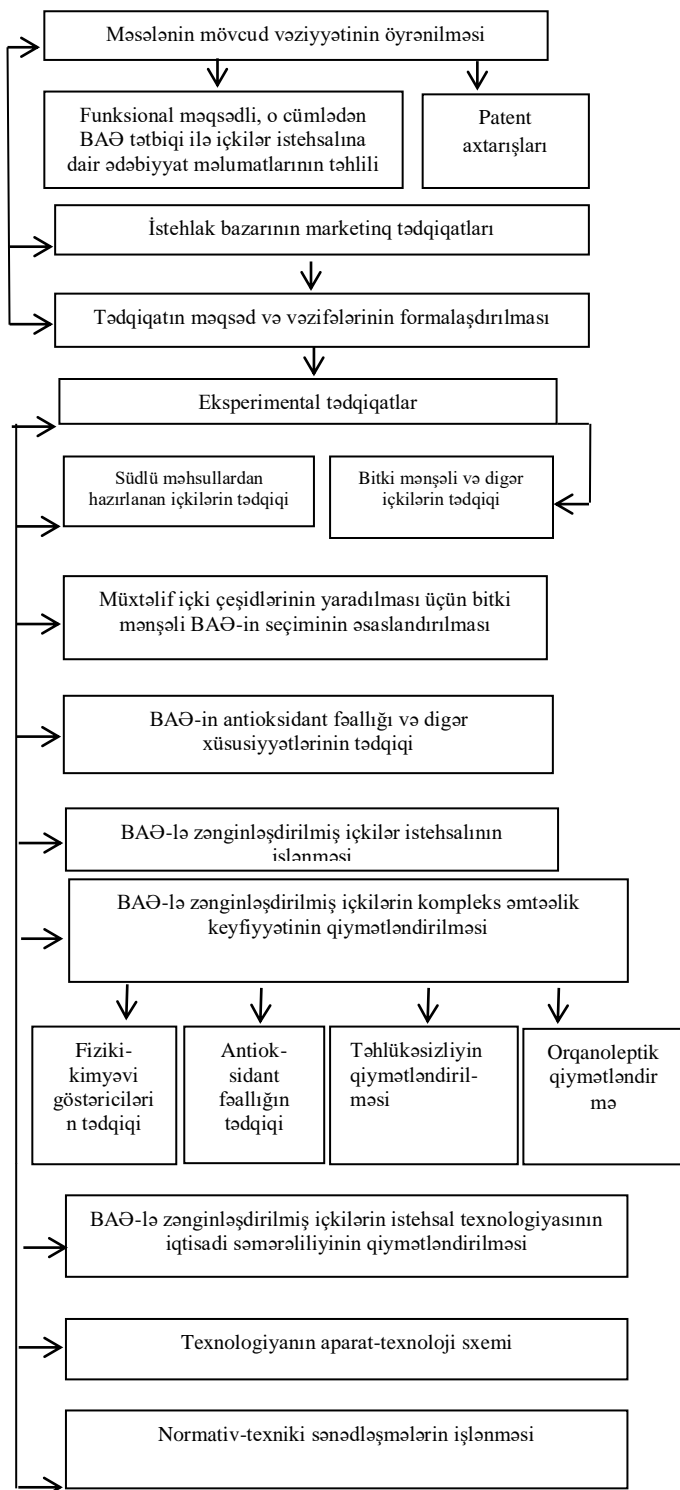 Məsələnin mövcud vəziyyətinin öyrənilməsi
Funksional məqsədli, o cümlədən
BAƏ tətbiqi ilə içkilər istehsalına
dair ədəbiyyat məlumatlarının təhlili
Patent
axtarışları
İstehlak bazarının marketinq tədqiqatları
Tədqiqatın məqsəd və vəzifələrinin formalaşdırılması
Eksperimental tədqiqatlar
Südlü məhsullardan
hazırlanan içkilərin tədqiqi
Bitki mənşəli və digər
içkilərin tədqiqi
Müxtəlif içki çeşidlərinin yaradılması üçün bitki
mənşəli BAƏ-in seçiminin əsaslandırılması
BAƏ-in antioksidant fəallığı və digər
xüsusiyyətlərinin tədqiqi
BAƏ-lə zənginləşdirilmiş içkilər istehsalının
işlənməsi
BAƏ-lə zənginləşdirilmiş içkilərin kompleks əmtəəlik
keyfiyyətinin qiymətləndirilməsi
Fiziki-
kimyəvi
göstəriciləri
n tədqiqi
Antiok-
sidant
fəallığın
tədqiqi
Təhlükəsizliyin
qiymətləndiril-
məsi
Orqanoleptik
qiymətləndir
mə
BAƏ-lə zənginləşdirilmiş içkilərin istehsal texnologiyasının
iqtisadi səmərəliliyinin qiymətləndirilməsi
Texnologiyanın aparat-texnoloji sxemi
Normativ-texniki sənədləşmələrin işlənməsi